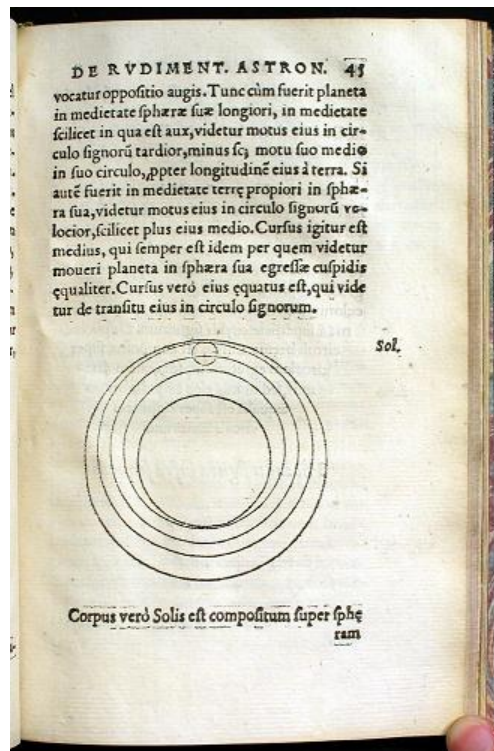 DE RVDIMENT. ASTRON. 45
vocatur oppositio augis. Tunc cùm fuerit planeta
in medietate sphæræ suæ longiori, in medietate
scilicet in qua est aux, videtur motus eius in cir-
culo signorũ tardior, minus scꝫ motu suo medio
in suo circulo, ꝓpter longitudinẽ eius à terra. Si
autẽ fuerit in medietate terrę propiori in sphæ-
ra sua, videtur motus eius in circulo signorũ ve-
locior, scilicet plus eius medio. Cursus igitur est
medius, qui semper est idem per quem videtur
moueri planeta in sphæra sua egressæ cuspidis
ęqualiter. Cursus verò eius ęquatus est, qui vide
tur de transitu eius in circulo signorum.
Sol.
Corpus verò Solis est compositum super sphę
ram